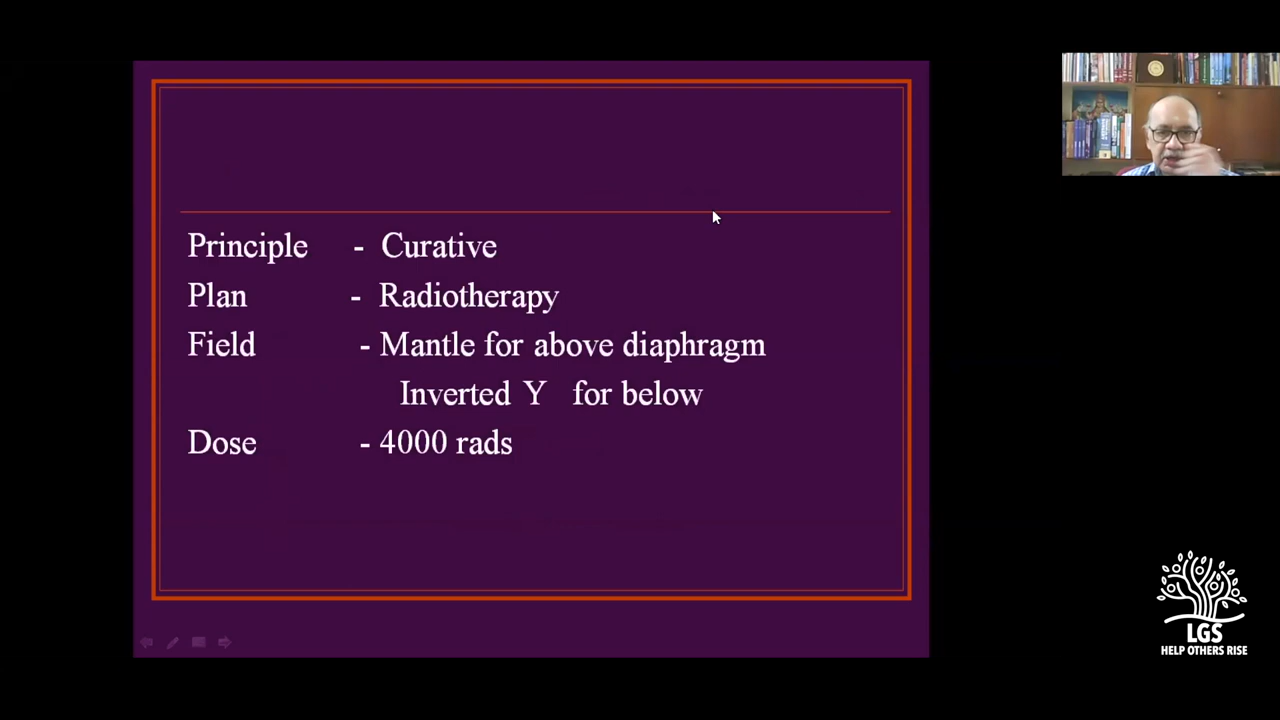 Principle - Curative
Plan - Radiotherapy
Field - Mantle for above diaphragm
Inverted Y for below
Dose - 4000 rads
LGS
HELP OTHERS RISE